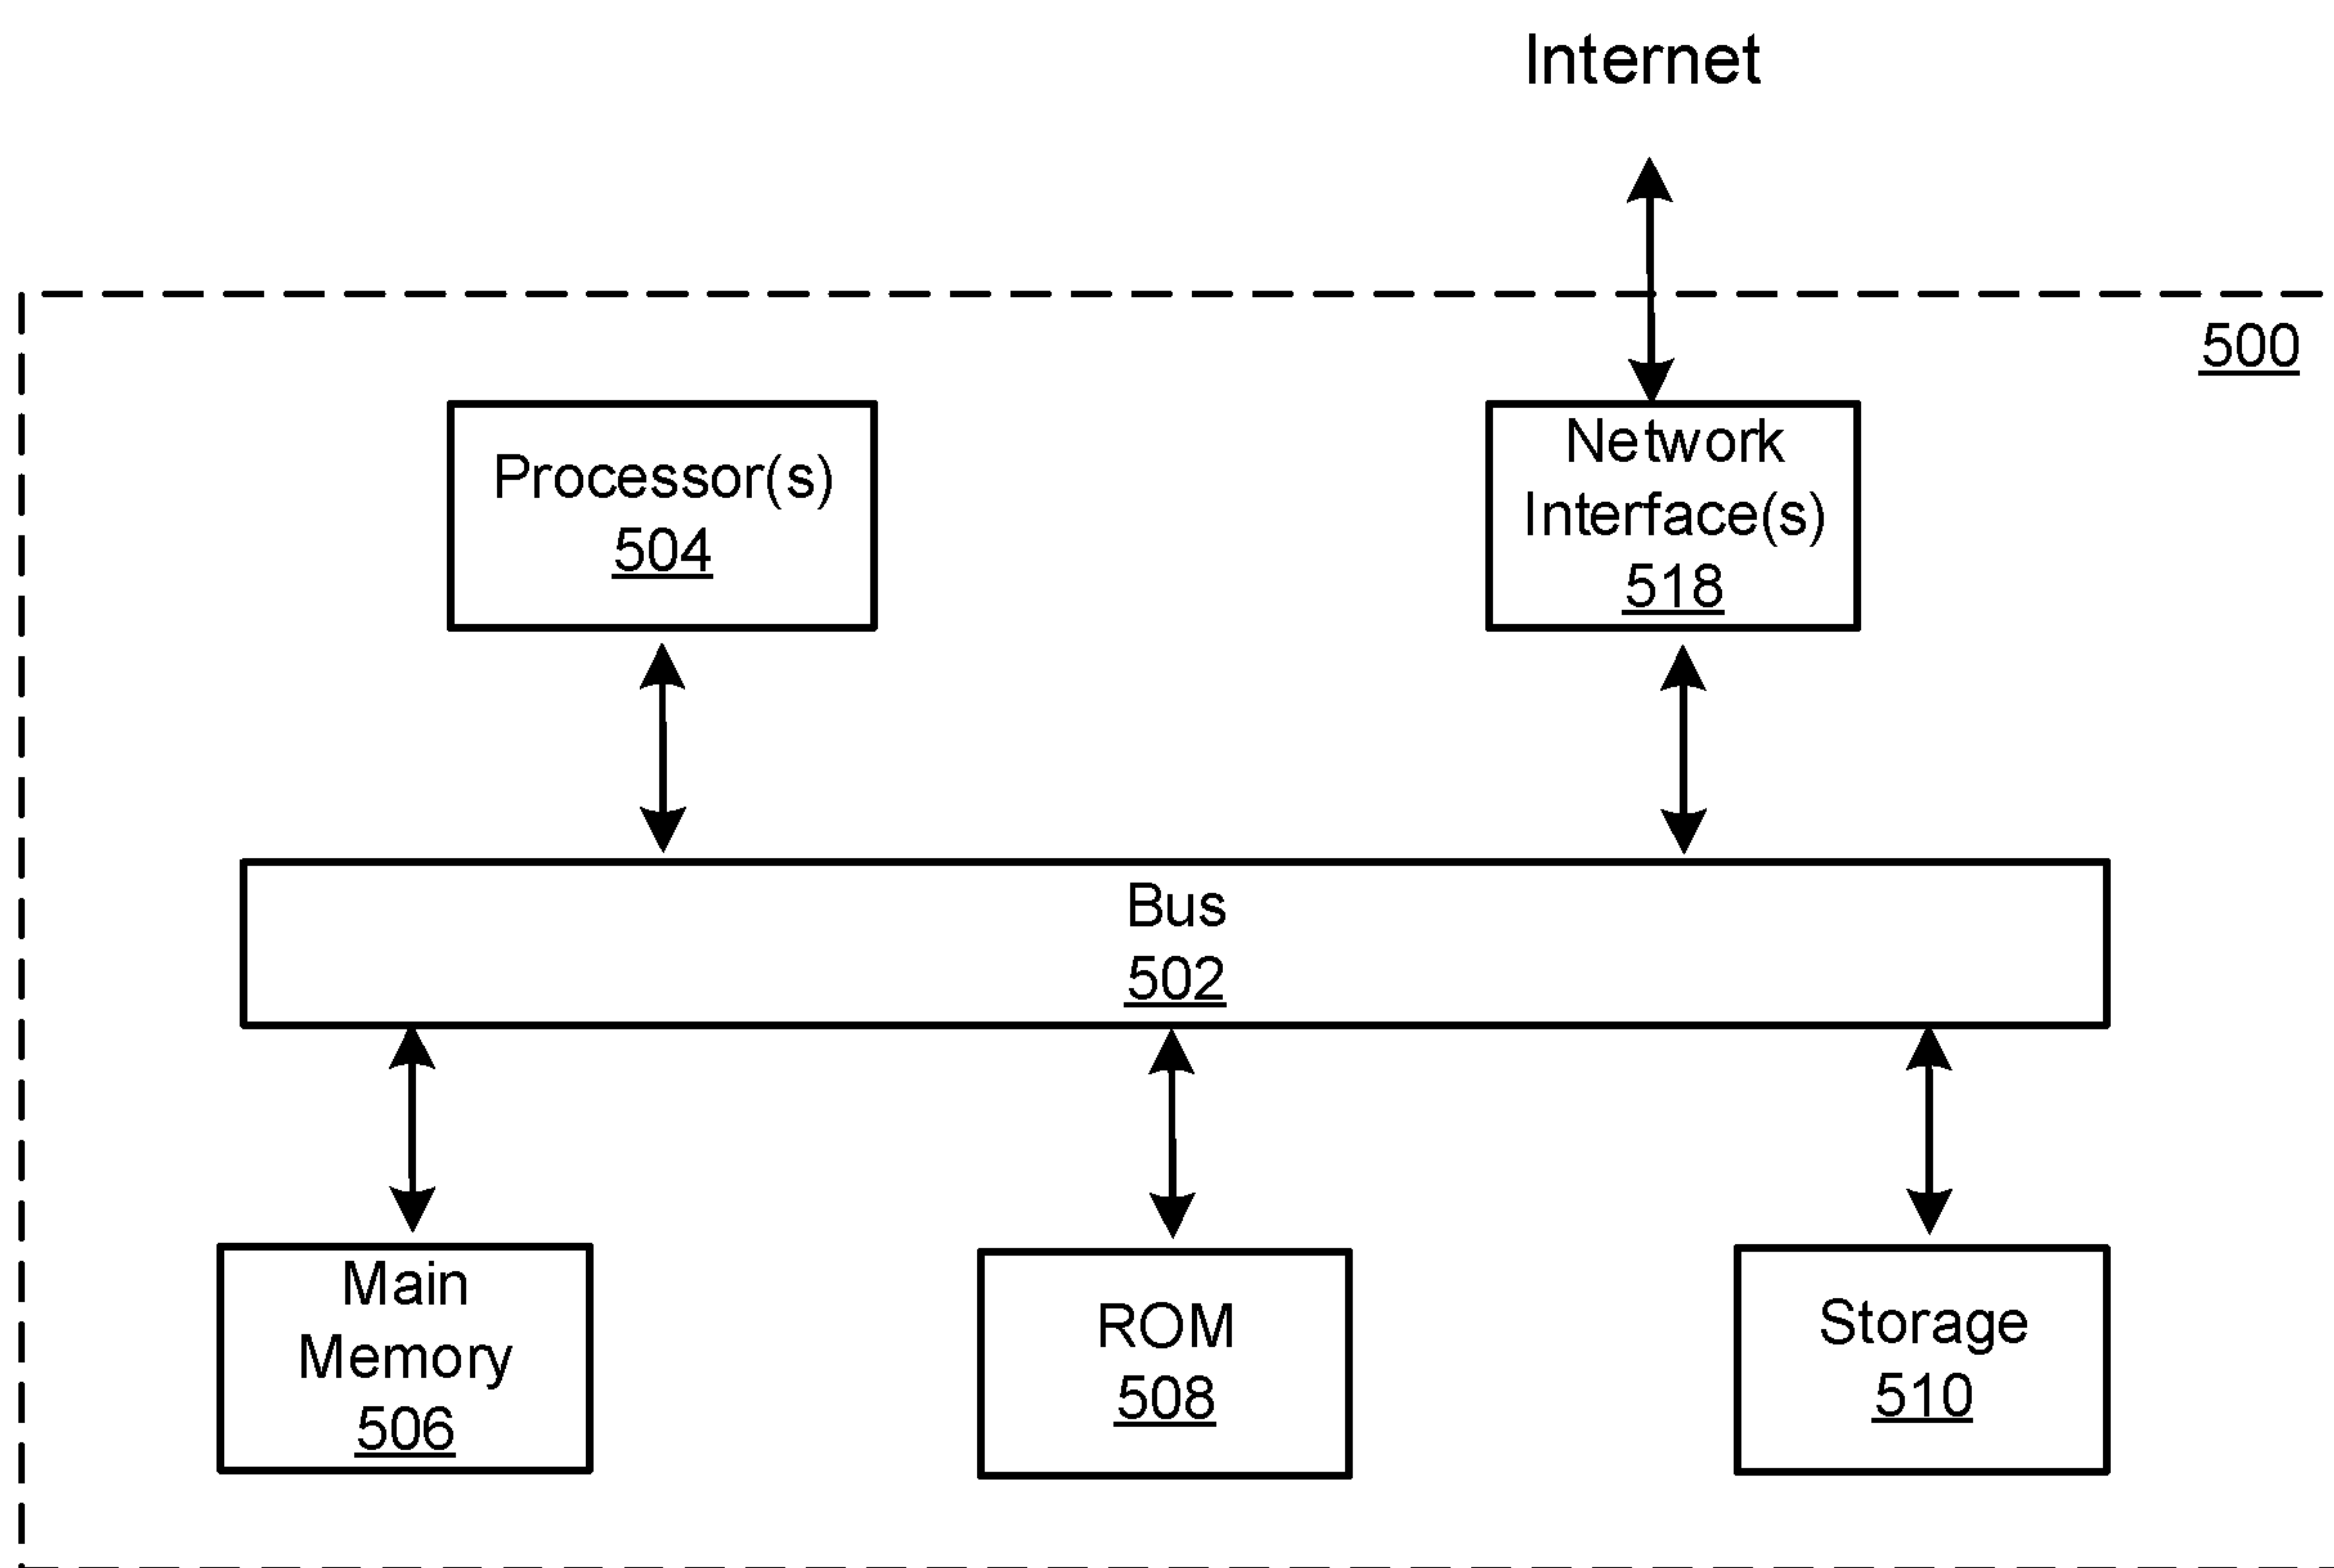 Internet
500
Processor(s)
504
Network
Interface(s)
518
Bus
502
Main
Memory
506
ROM
508
Storage
510